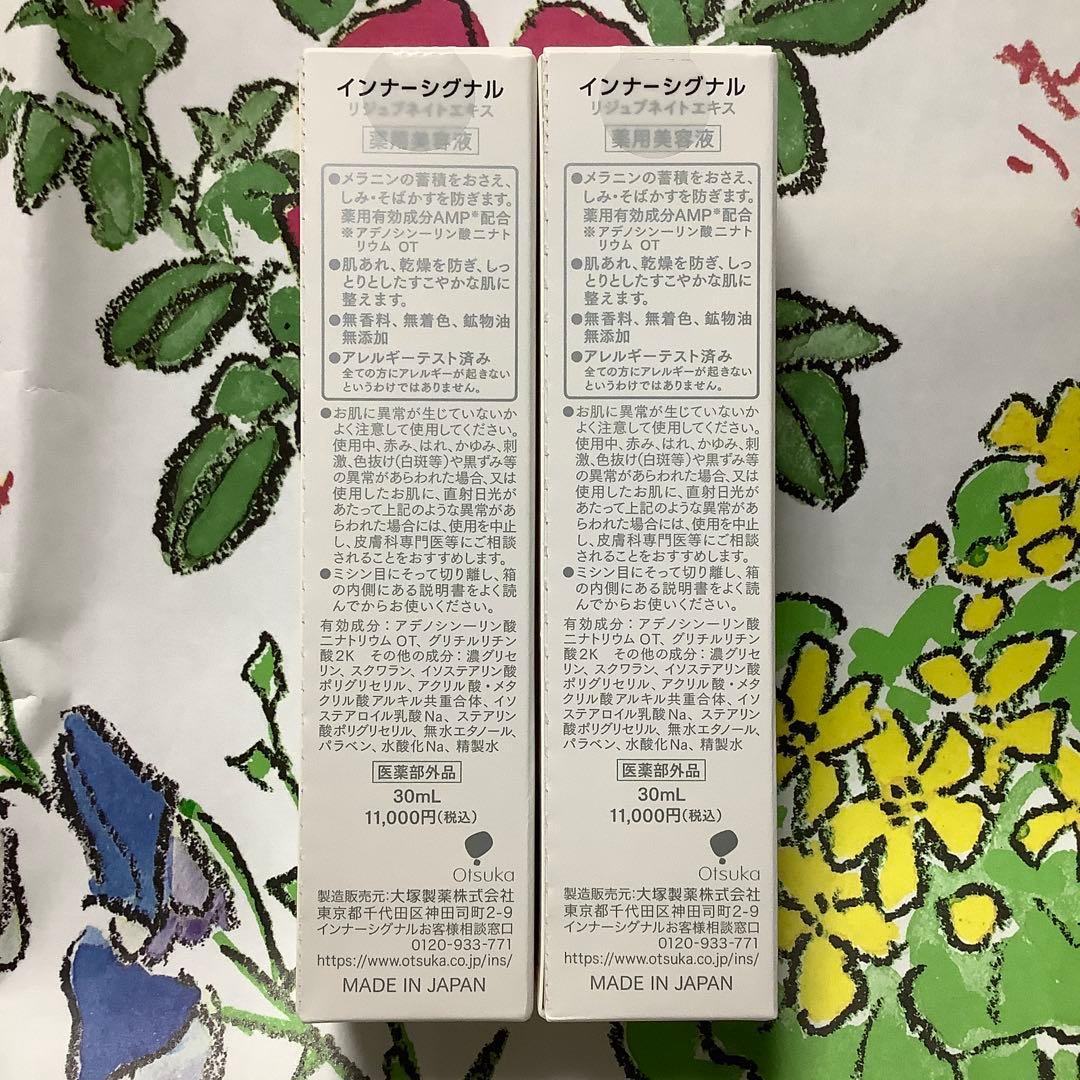 インナーシグナル
リジュブネイトエキス
薬用美容液
●メラニンの蓄積をおさえ、
しみ・そばかすを防ぎます。
薬用有効成分AMP※配合
※アデノシン一リン酸二ナト
リウム OT
●肌あれ、乾燥を防ぎ、しっ
とりとしたすこやかな肌に
整えます。
●無香料、無着色、鉱物油
無添加
●アレルギーテスト済み
全ての方にアレルギーが起きない
というわけではありません。
●お肌に異常が生じていないか
よく注意して使用してください。
使用中、赤み、はれ、かゆみ、刺
激、色抜け(白斑等)や黒ずみ等
の異常があらわれた場合、又は
使用したお肌に、直射日光が
あたって上記のような異常があ
らわれた場合には、使用を中止
し、皮膚科専門医等にご相談
されることをおすすめします。
●ミシン目にそって切り離し、箱
の内側にある説明書をよく読
んでからお使いください。
有効成分：アデノシン一リン酸
二ナトリウムOT、グリチルリチン
酸2K その他の成分：濃グリセ
リン、スクワラン、イソステアリン酸
ポリグリセリル、アクリル酸・メタ
クリル酸アルキル共重合体、イソ
ステアロイル乳酸Na、ステアリン
酸ポリグリセリル、無水エタノール、
パラベン、水酸化Na、精製水
医薬部外品
30mL
11,000円(税込)
Otsuka
製造販売元:大塚製薬株式会社
東京都千代田区神田司町2-9
インナーシグナルお客様相談窓口
0120-933-771
https://www.otsuka.co.jp/ins/
MADE IN JAPAN
インナーシグナル
リジュブネイトエキス
薬用美容液
●メラニンの蓄積をおさえ、
しみ・そばかすを防ぎます。
薬用有効成分AMP※配合
※アデノシン一リン酸二ナト
リウム OT
●肌あれ、乾燥を防ぎ、しっ
とりとしたすこやかな肌に
整えます。
●無香料、無着色、鉱物油
無添加
●アレルギーテスト済み
全ての方にアレルギーが起きない
というわけではありません。
●お肌に異常が生じていないか
よく注意して使用してください。
使用中、赤み、はれ、かゆみ、刺
激、色抜け(白斑等)や黒ずみ等
の異常があらわれた場合、又は
使用したお肌に、直射日光が
あたって上記のような異常があ
らわれた場合には、使用を中止
し、皮膚科専門医等にご相談
されることをおすすめします。
●ミシン目にそって切り離し、箱
の内側にある説明書をよく読
んでからお使いください。
有効成分：アデノシン一リン酸
二ナトリウムOT、グリチルリチン
酸2K その他の成分：濃グリセ
リン、スクワラン、イソステアリン酸
ポリグリセリル、アクリル酸・メタ
クリル酸アルキル共重合体、イソ
ステアロイル乳酸Na、ステアリン
酸ポリグリセリル、無水エタノール、
パラベン、水酸化Na、精製水
医薬部外品
30mL
11,000円(税込)
Otsuka
製造販売元:大塚製薬株式会社
東京都千代田区神田司町2-9
インナーシグナルお客様相談窓口
0120-933-771
https://www.otsuka.co.jp/ins/
MADE IN JAPAN